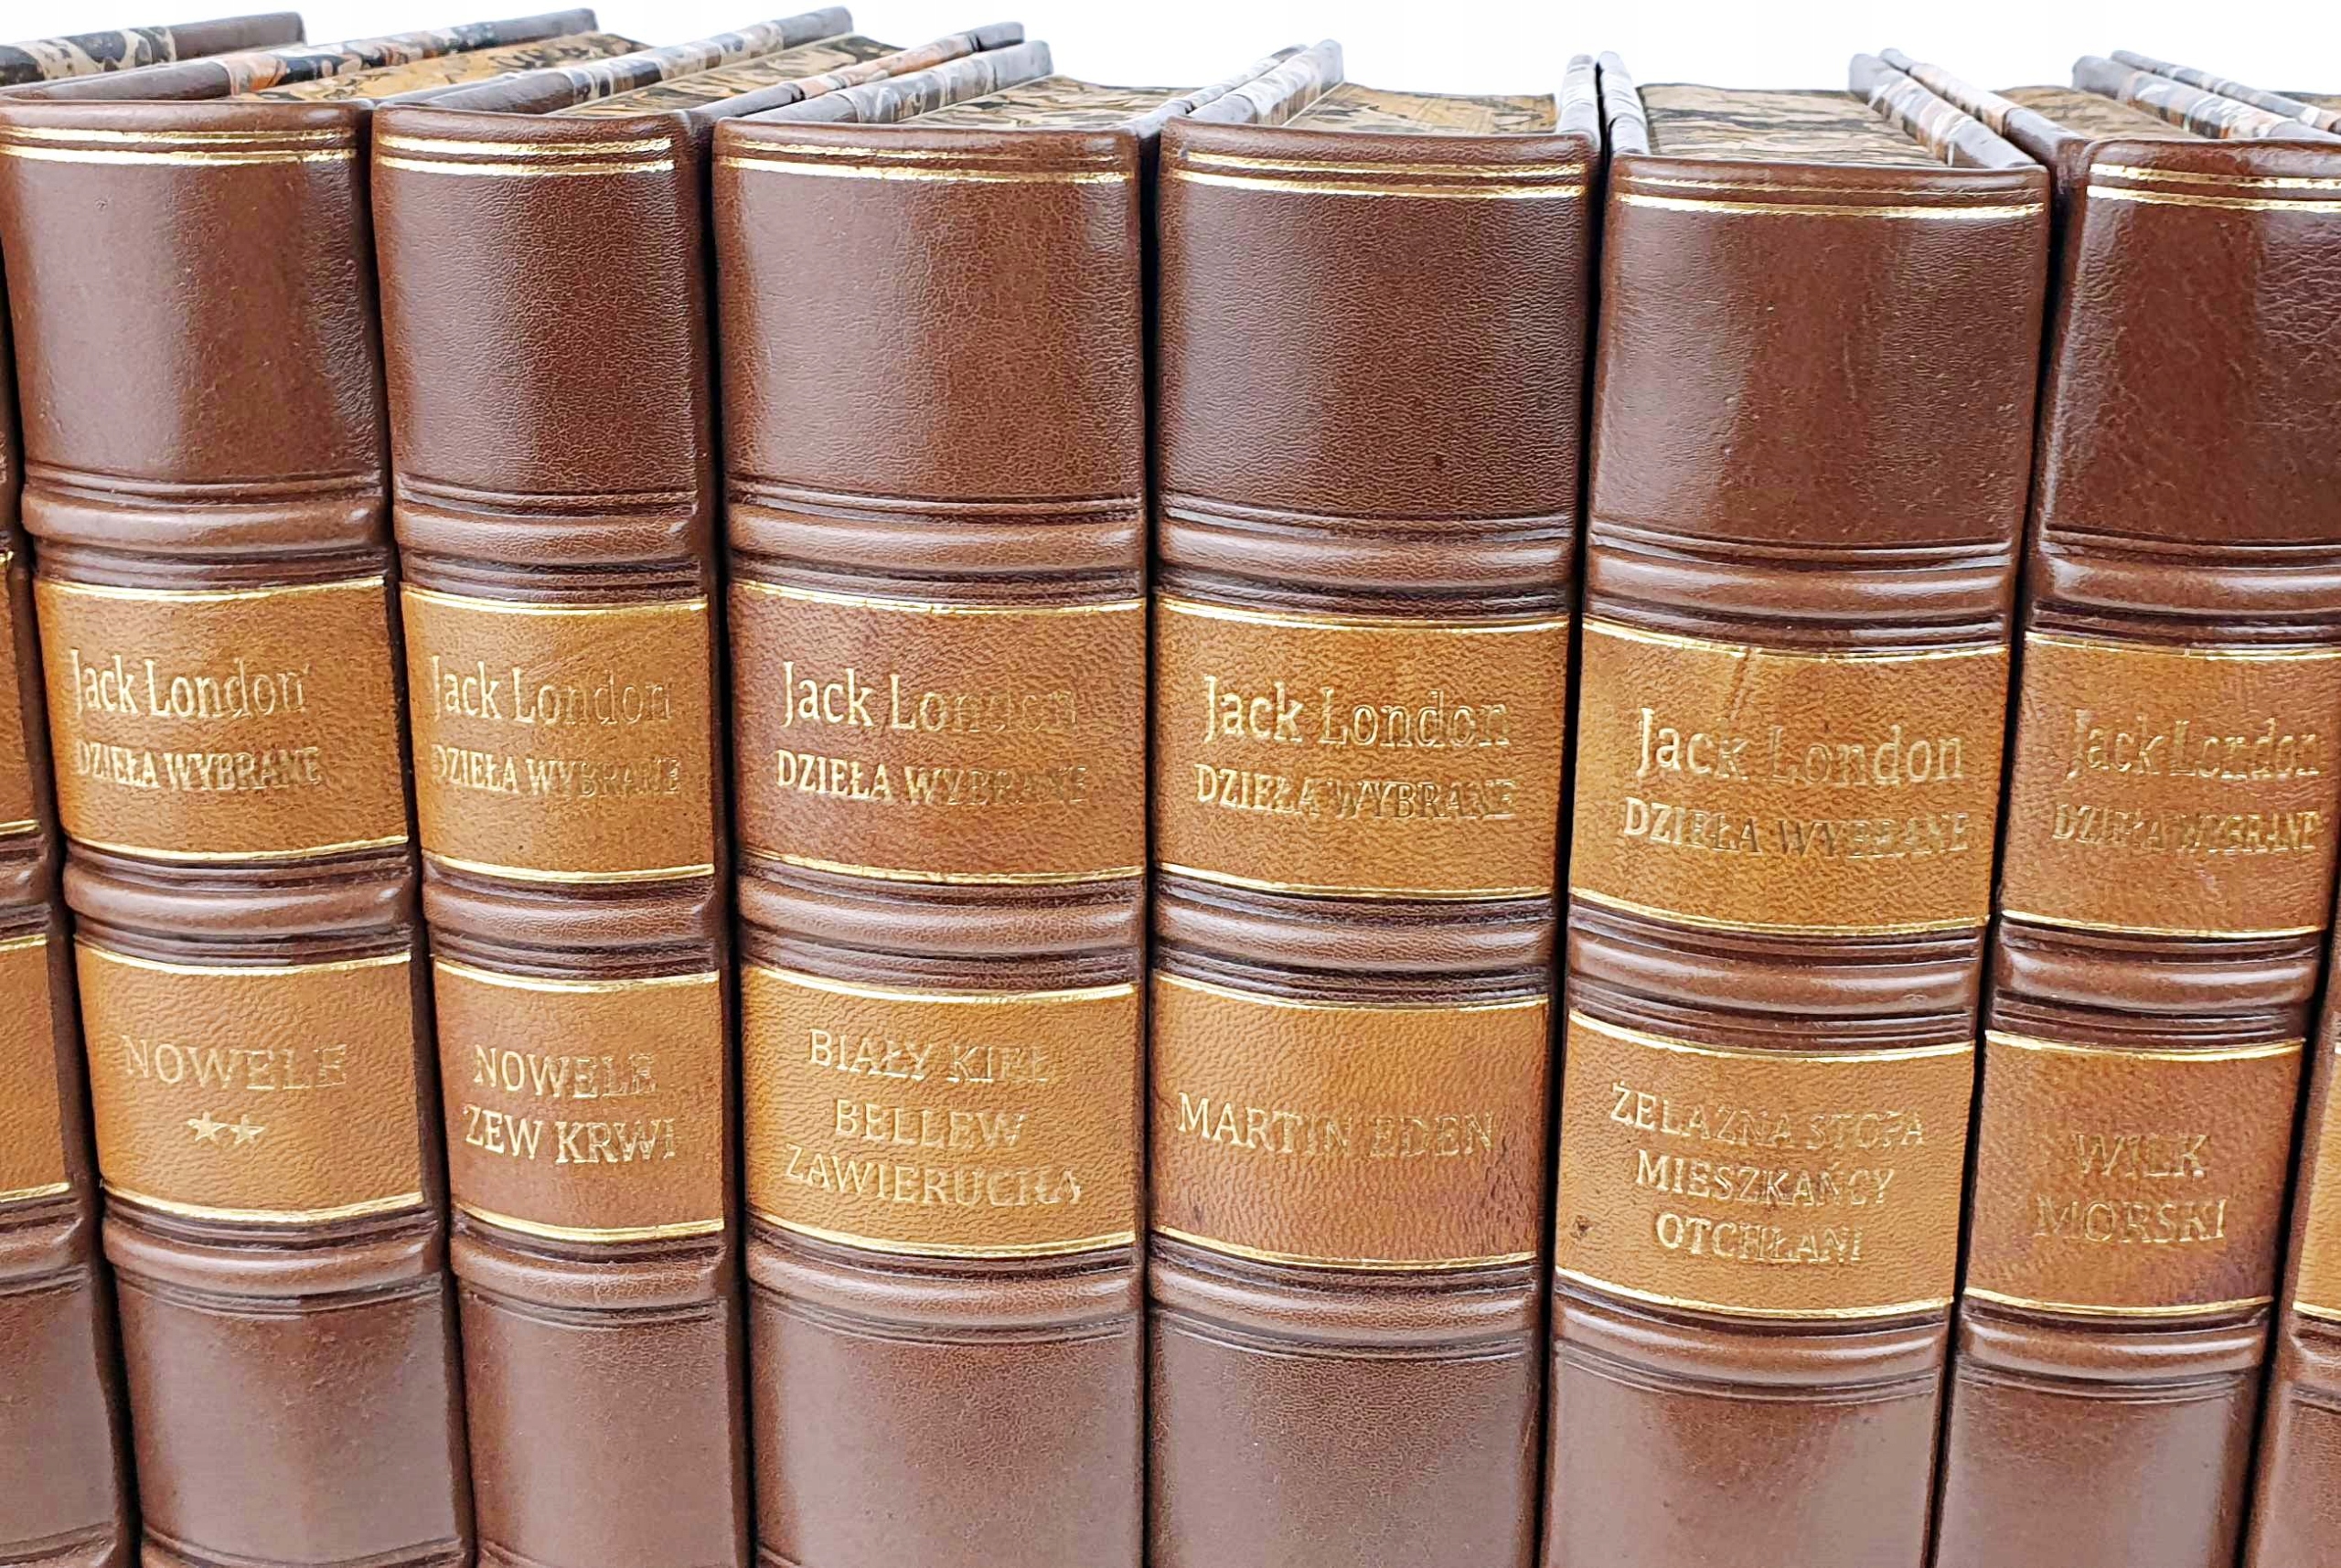 Jack London
DZIEŁA WYBRANE
NOWELE
★★
Jack London
DZIEŁA WYBRANE
NOWELE
ZEW KRWI
Jack London
DZIEŁA WYBRANE
BIAŁY KIEŁ
BELLEW
ZAWIERUCHA
Jack London
DZIEŁA WYBRANE
MARTIN EDEN
Jack London
DZIEŁA WYBRANE
ŻELAZNA STOPA
MIESZKAŃCY
OTCHŁANI
Jack London
DZIEŁA WYBRANE
WILK
MORSKI